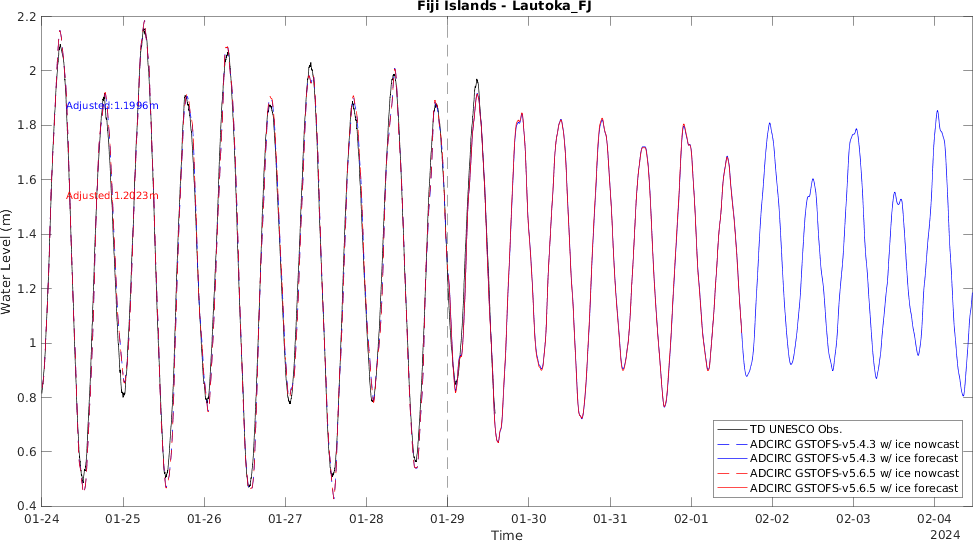 Fiji Islands - Lautoka_FJ
2.2
2
1.8
1.6
1.4
1.2
1
0.8
0.6
0.4
Water Level (m)
Adjusted:1.1996m
Adjusted:1.2023m
TD UNESCO Obs.
ADCIRC GSTOFS-v5.4.3 w/ ice nowcast
ADCIRC GSTOFS-v5.4.3 w/ ice forecast
ADCIRC GSTOFS-v5.6.5 w/ ice nowcast
ADCIRC GSTOFS-v5.6.5 w/ ice forecast
01-24 01-25 01-26 01-27 01-28 01-29 01-30 01-31 02-01 02-02 02-03 02-04
Time
2024